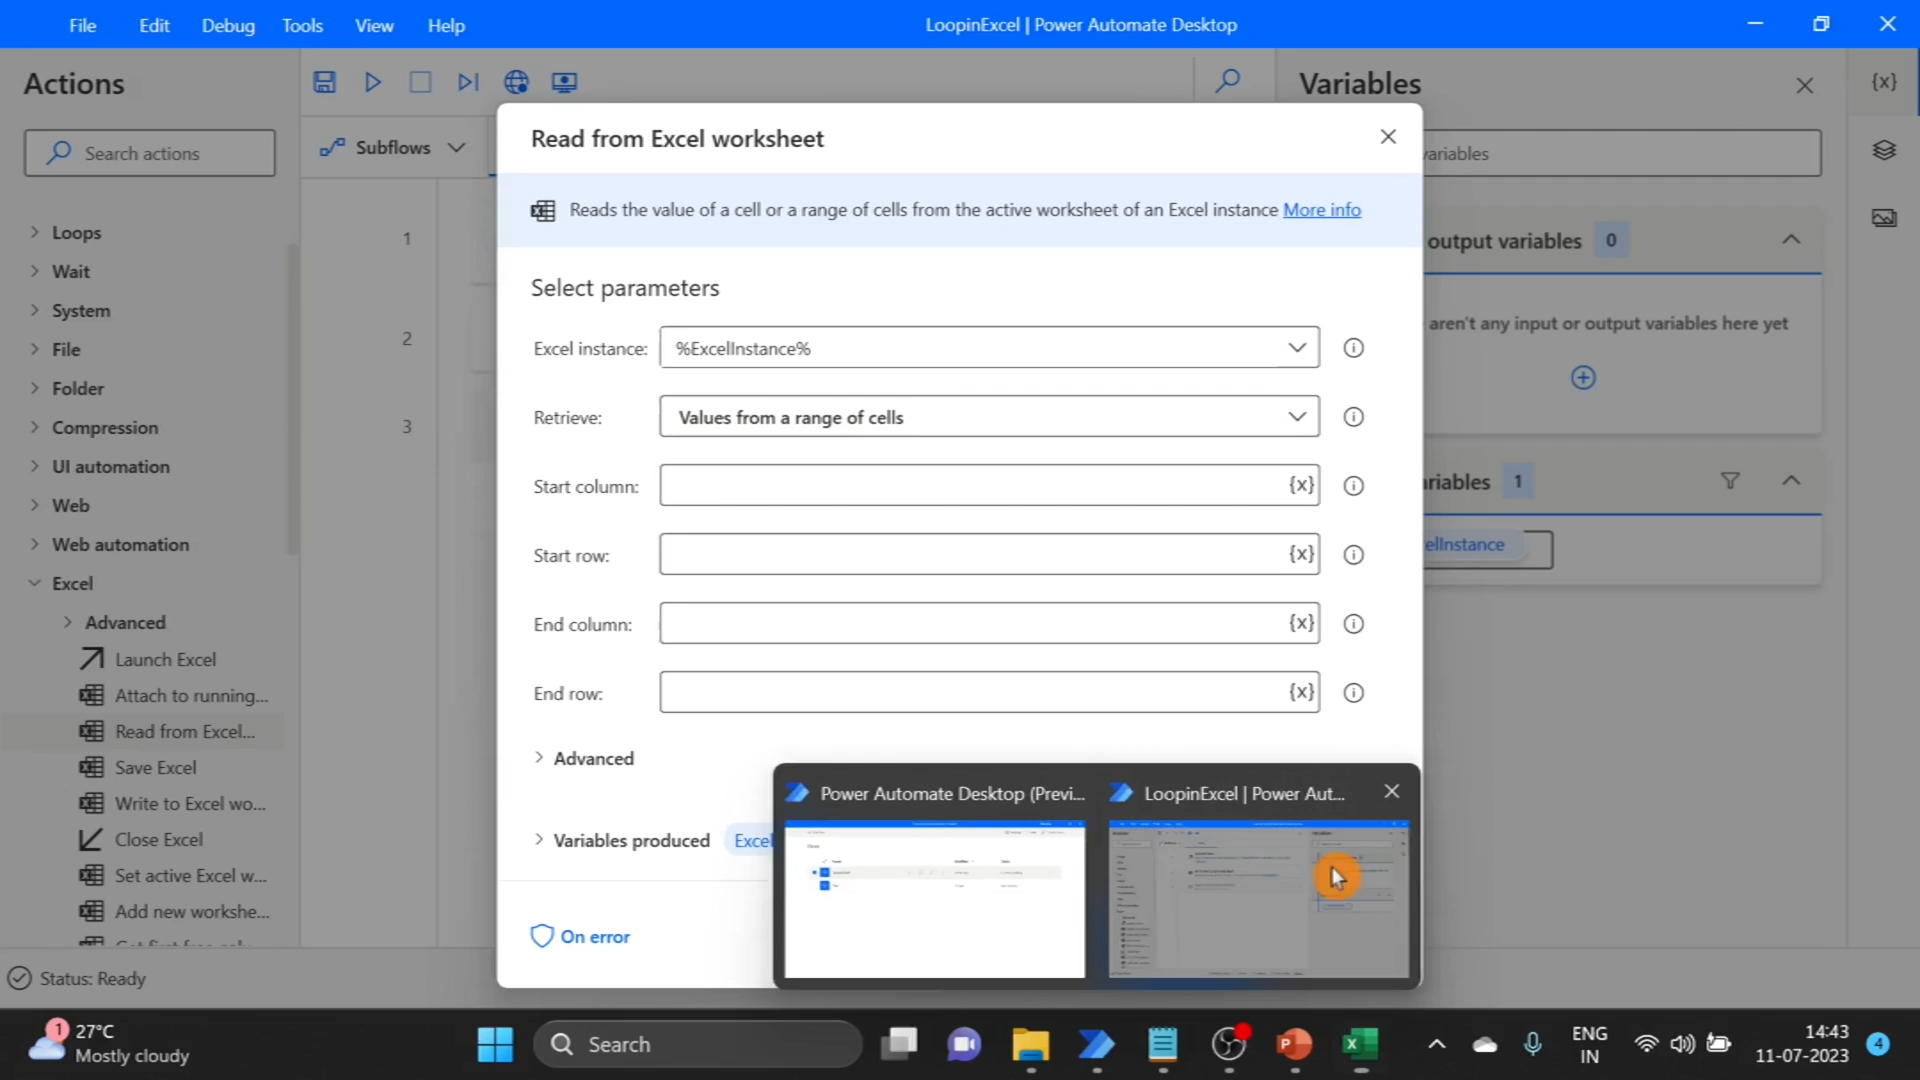 File Edit Debug Tools View Help
LoopinExcel | Power Automate Desktop
Actions
Search actions
Loops
Wait
System
File
Folder
Compression
UI automation
Web
Web automation
Excel
Advanced
Launch Excel
Attach to running...
Read from Excel...
Save Excel
Write to Excel wo...
Close Excel
Set active Excel w...
Add new workshe...
Status: Ready
Subflows
1
2
3
Read from Excel worksheet
Reads the value of a cell or a range of cells from the active worksheet of an Excel instance More info
Select parameters
Excel instance: %ExcelInstance%
Retrieve: Values from a range of cells
Start column: {x}
Start row: {x}
End column: {x}
End row: {x}
Advanced
Variables produced Excel
On error
Power Automate Desktop (Previ...
LoopinExcel | Power Aut...
Variables
{x}
variables
output variables 0
aren't any input or output variables here yet
riables 1
elInstance
1
27°C
Mostly cloudy
Search
ENG
IN
14:43
11-07-2023
4